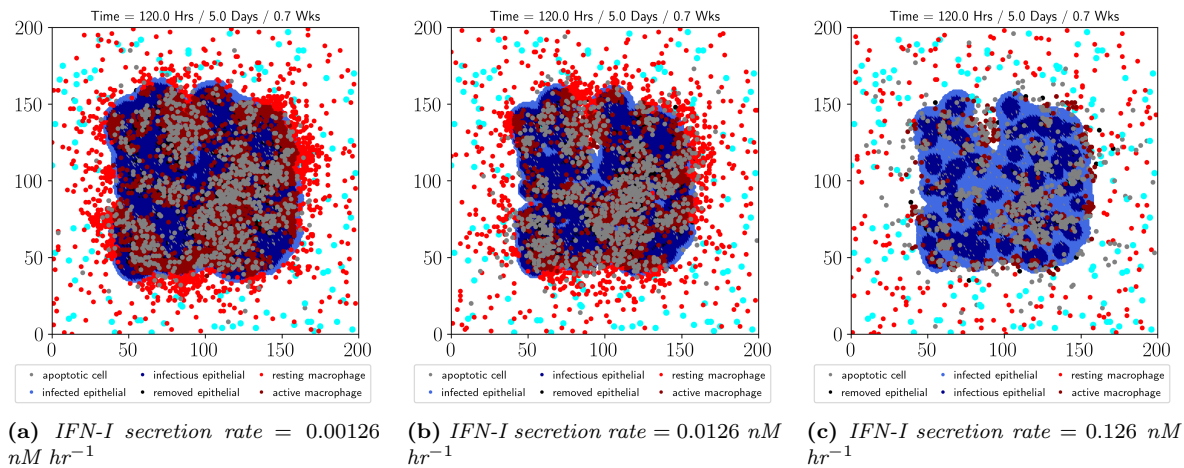 Time = 120.0 Hrs / 5.0 Days / 0.7 Wks
200
150
100
50
0
0 50 100 150 200
apoptotic cell infectious epithelial resting macrophage
infected epithelial removed epithelial active macrophage
(a) IFN-I secretion rate = 0.00126
nM hr⁻¹
Time = 120.0 Hrs / 5.0 Days / 0.7 Wks
200
150
100
50
0
0 50 100 150 200
apoptotic cell infectious epithelial resting macrophage
infected epithelial removed epithelial active macrophage
(b) IFN-I secretion rate = 0.0126 nM
hr⁻¹
Time = 120.0 Hrs / 5.0 Days / 0.7 Wks
200
150
100
50
0
0 50 100 150 200
apoptotic cell infected epithelial resting macrophage
removed epithelial infectious epithelial active macrophage
(c) IFN-I secretion rate = 0.126 nM
hr⁻¹